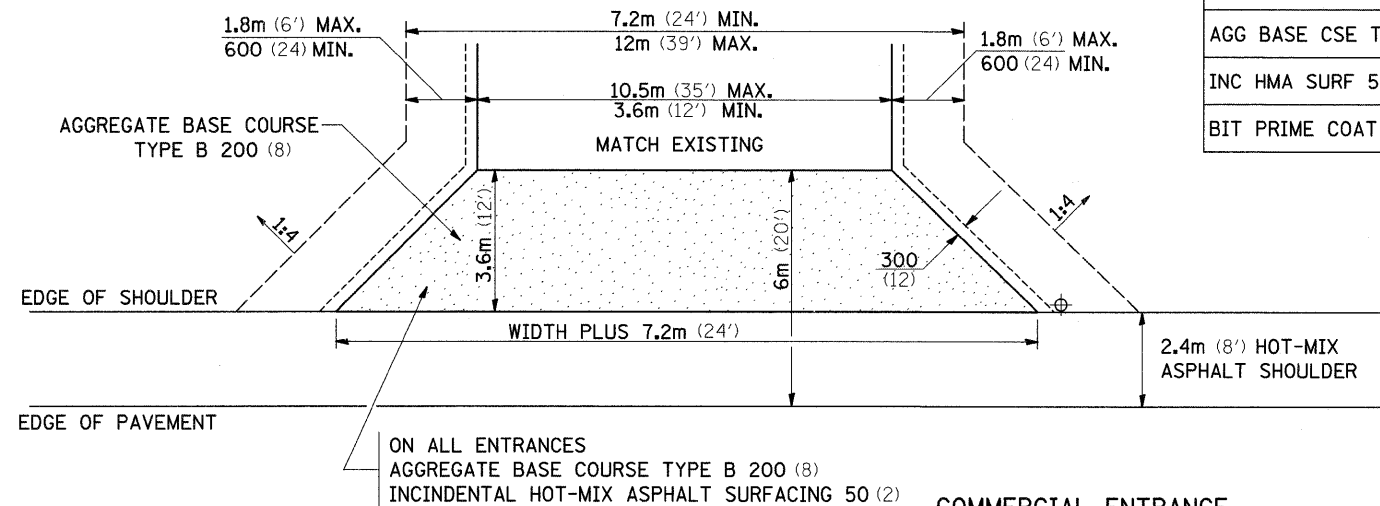 7.2m (24') MIN.
12m (39') MAX.
1.8m (6') MAX.
600 (24) MIN.
1.8m (6') MAX.
600 (24) MIN.
10.5m (35') MAX.
3.6m (12') MIN.
MATCH EXISTING
AGGREGATE BASE COURSE
TYPE B 200 (8)
1:4
1:4
3.6m (12')
6m (20')
300
(12)
EDGE OF SHOULDER
WIDTH PLUS 7.2m (24')
2.4m (8') HOT-MIX
ASPHALT SHOULDER
EDGE OF PAVEMENT
ON ALL ENTRANCES
AGGREGATE BASE COURSE TYPE B 200 (8)
INCINDENTAL HOT-MIX ASPHALT SURFACING 50 (2)
COMMERCIAL ENTRANCE
AGG BASE CSE T
INC HMA SURF 5
BIT PRIME COAT